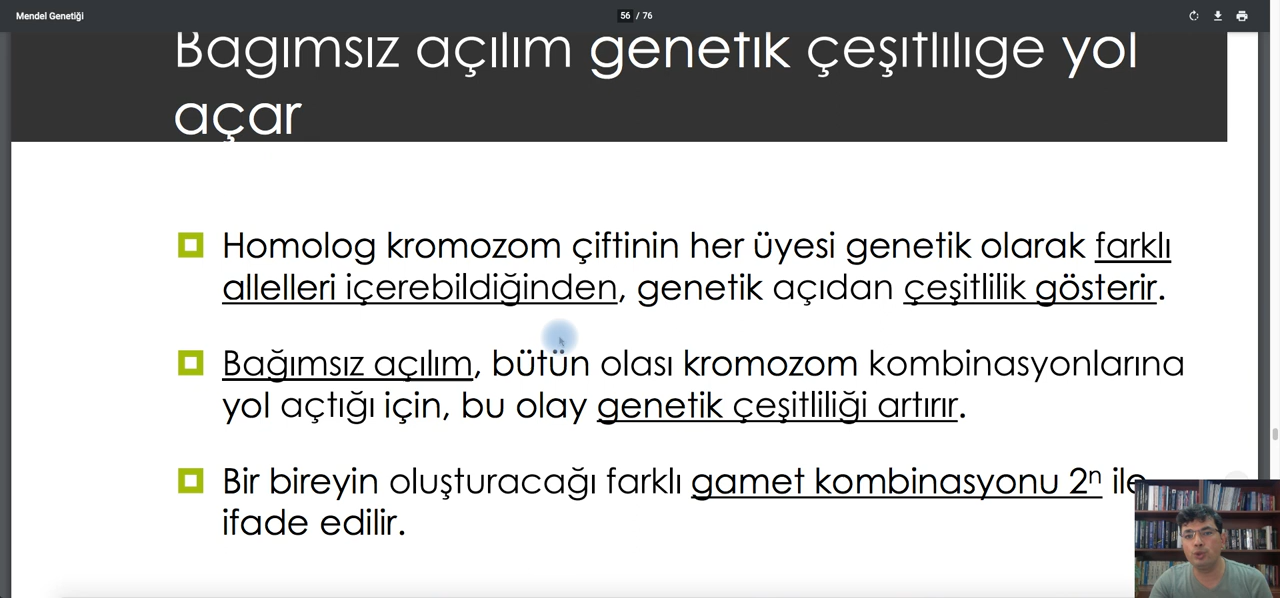 Mendel Genetiği
56 / 76
Bağımsız açılım genetik çeşitliliğe yol
açar
Homolog kromozom çiftinin her üyesi genetik olarak farklı
allelleri içerebildiğinden, genetik açıdan çeşitlilik gösterir.
Bağımsız açılım, bütün olası kromozom kombinasyonlarına
yol açtığı için, bu olay genetik çeşitliliği artırır.
Bir bireyin oluşturacağı farklı gamet kombinasyonu 2ⁿ ile
ifade edilir.